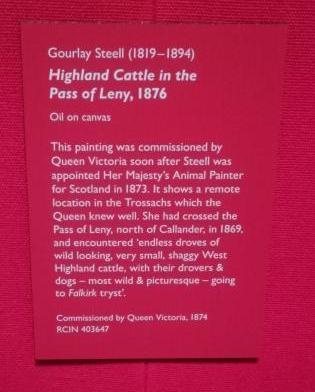 Gourlay Steell (1819–1894)
Highland Cattle in the
Pass of Leny, 1876
Oil on canvas
This painting was commissioned by
Queen Victoria soon after Steell was
appointed Her Majesty's Animal Painter
for Scotland in 1873. It shows a remote
location in the Trossachs which the
Queen knew well. She had crossed the
Pass of Leny, north of Callander, in 1869,
and encountered 'endless droves of
wild looking, very small, shaggy West
Highland cattle, with their drovers &
dogs – most wild & picturesque – going
to Falkirk tryst'.
Commissioned by Queen Victoria, 1874
RCIN 403647